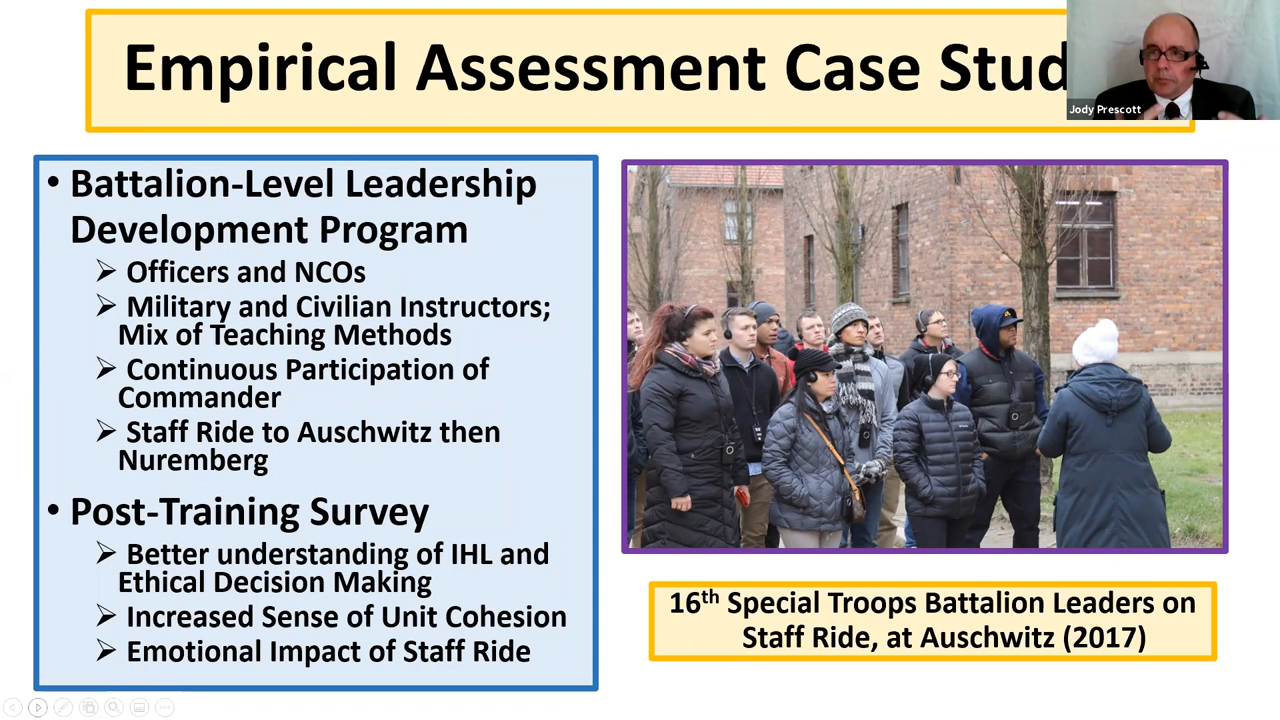 Empirical Assessment Case Stud
Jody Prescott
• Battalion-Level Leadership
Development Program
➢ Officers and NCOs
➢ Military and Civilian Instructors;
Mix of Teaching Methods
➢ Continuous Participation of
Commander
➢ Staff Ride to Auschwitz then
Nuremberg
• Post-Training Survey
➢ Better understanding of IHL and
Ethical Decision Making
➢ Increased Sense of Unit Cohesion
➢ Emotional Impact of Staff Ride
16th Special Troops Battalion Leaders on
Staff Ride, at Auschwitz (2017)